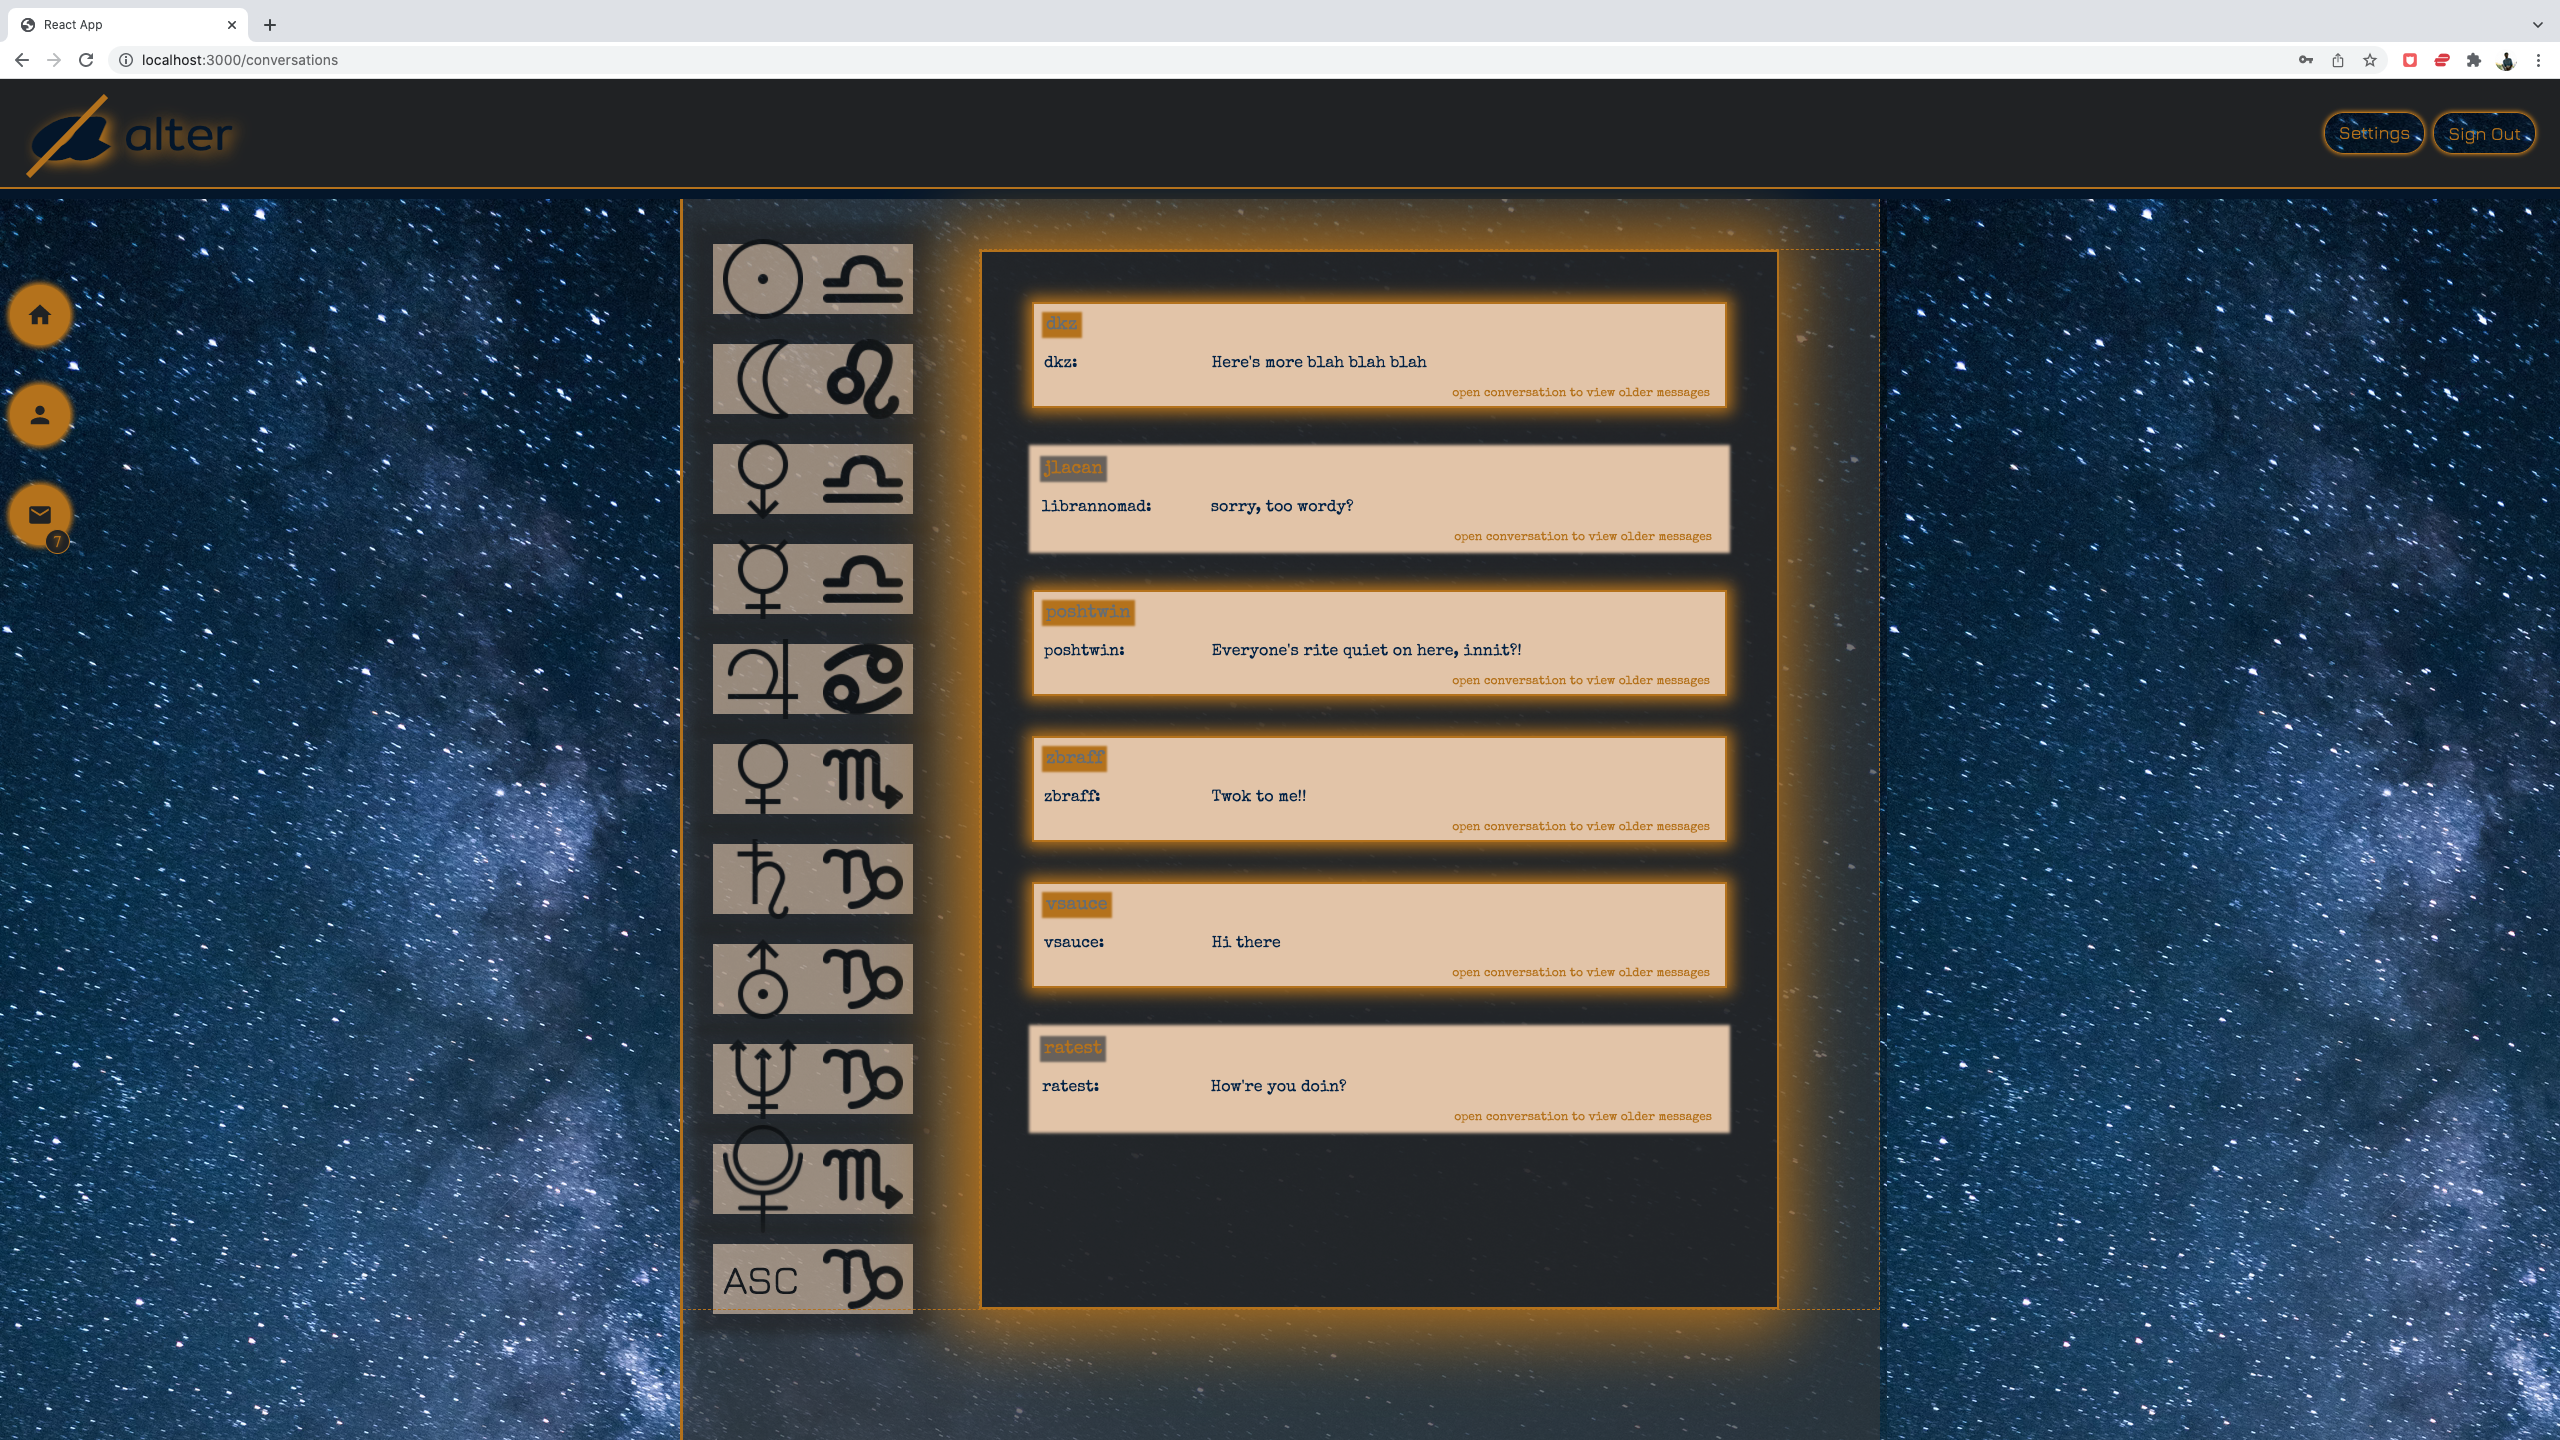 React App
localhost:3000/conversations
alter
Settings
Sign Out
7
dkz
dkz: Here's more blah blah blah
open conversation to view older messages
jlacan
librannomad: sorry, too wordy?
open conversation to view older messages
poshtwin
poshtwin: Everyone's rite quiet on here, innit?!
open conversation to view older messages
zbraff
zbraff: Twok to me!!
open conversation to view older messages
vsauce
vsauce: Hi there
open conversation to view older messages
ratest
ratest: How're you doin?
open conversation to view older messages
ASC